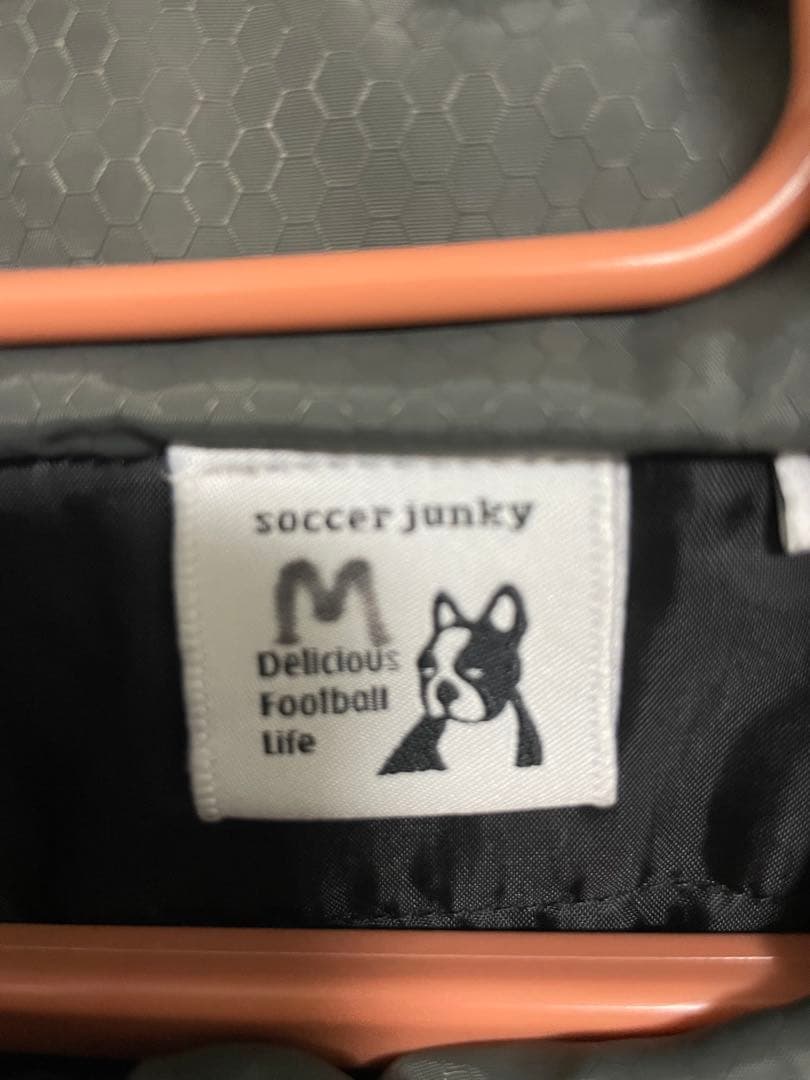 soccer junky
M
Delicious
Football
Life